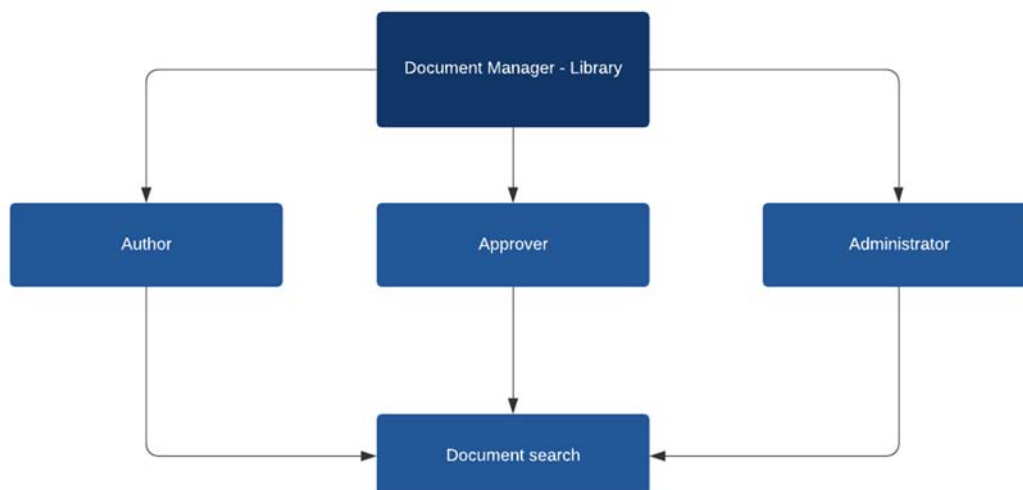 Document Manager - Library
Author
Approver
Administrator
Document search